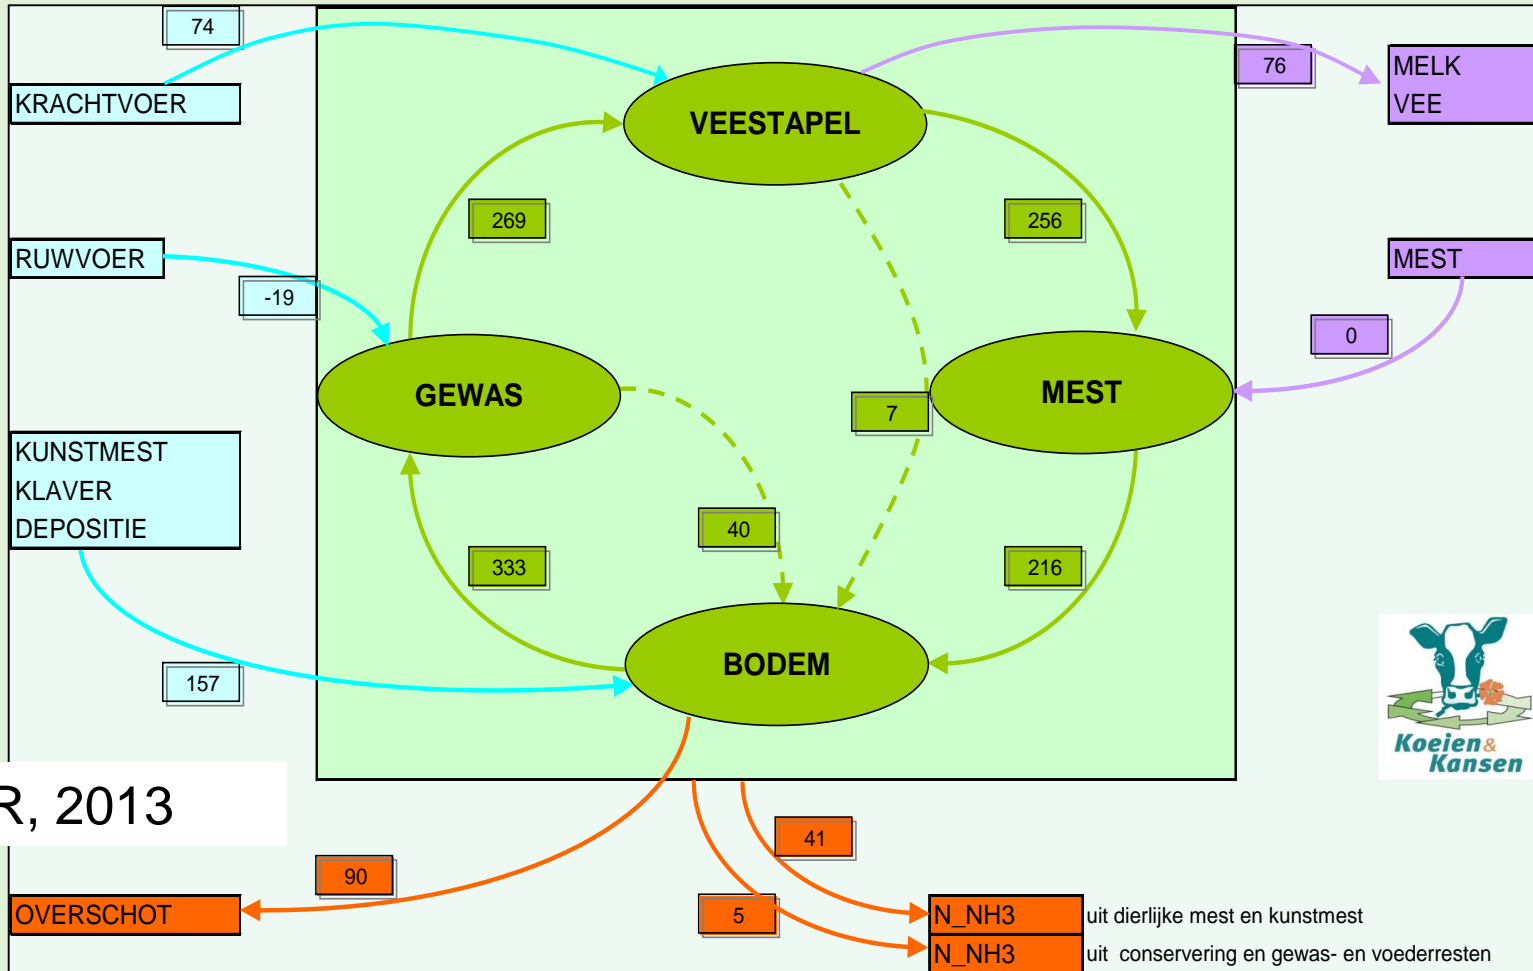 74
KRACHTVOER
VEESTAPEL
76
MELK
VEE
269
256
RUWVOER
-19
MEST
0
GEWAS
MEST
7
KUNSTMEST
KLAVER
DEPOSITIE
40
333
216
BODEM
157
Koeien &
Kansen
R, 2013
41
90
5
OVERSCHOT
N_NH3 uit dierlijke mest en kunstmest
N_NH3 uit conservering en gewas- en voederresten